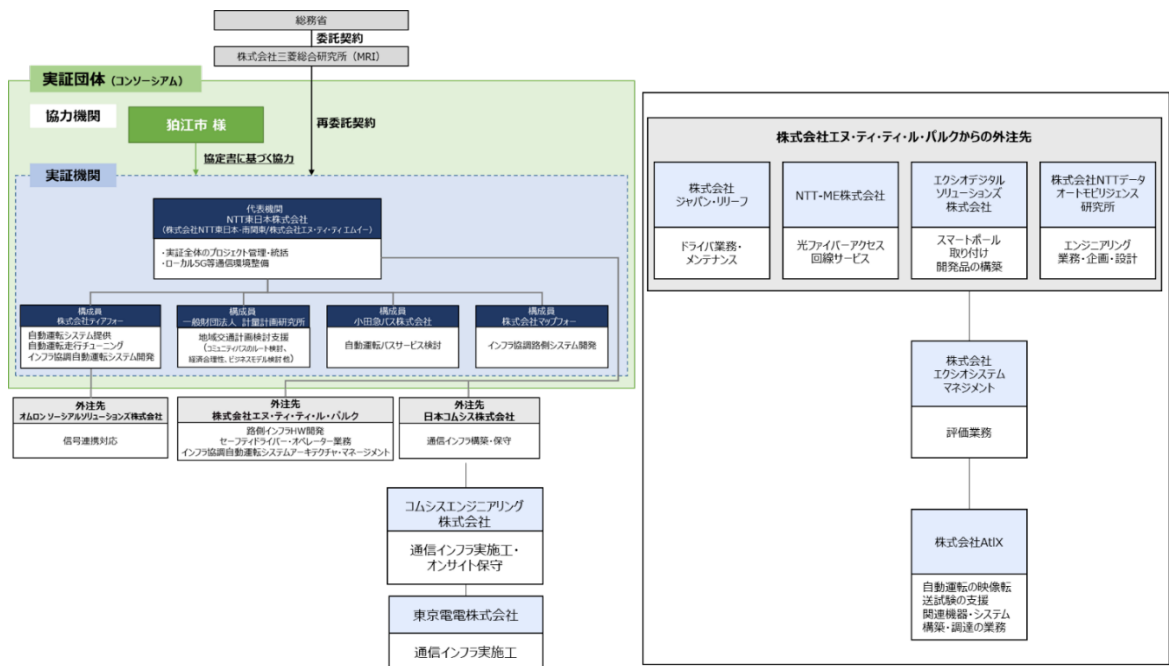 総務省
委託契約
株式会社三菱総合研究所（MRI）
実証団体（コンソーシアム）
協力機関
狛江市 様
再委託契約
協定書に基づく協力
実証機関
代表機関
NTT東日本株式会社
（株式会社NTT東日本-南関東/株式会社エヌ・ティ・ティ エムイー）
・実証全体のプロジェクト管理・統括
・ローカル5G等通信環境整備
構成員
株式会社ティアフォー
自動運転システム提供
自動運転走行チューニング
インフラ協調自動運転システム開発
構成員
一般財団法人 計量計画研究所
地域交通計画検討支援
（コミュニティバスのルート検討、
経済合理性、ビジネスモデル検討 他）
構成員
小田急バス株式会社
自動運転バスサービス検討
構成員
株式会社マップフォー
インフラ協調路側システム開発
外注先
オムロン ソーシアルソリューションズ株式会社
信号連携対応
外注先
株式会社エヌ・ティ・ティ・ル・パルク
路側インフラHW開発
セーフティドライバー・オペレーター業務
インフラ協調自動運転システムアーキテクチャ・マネージメント
外注先
日本コムシス株式会社
通信インフラ構築・保守
コムシスエンジニアリング
株式会社
通信インフラ実施工・
オンサイト保守
東京電電株式会社
通信インフラ実施工
株式会社エヌ・ティ・ティ・ル・パルクからの外注先
株式会社
ジャパン・リリーフ
ドライバ業務・
メンテナンス
NTT-ME株式会社
光ファイバーアクセス
回線サービス
エクシオデジタル
ソリューションズ
株式会社
スマートポール
取り付け
開発品の構築
株式会社NTTデータ
オートモビリジェンス
研究所
エンジニアリング
業務・企画・設計
株式会社
エクシオシステム
マネジメント
評価業務
株式会社AtlX
自動運転の映像転
送試験の支援
関連機器・システム
構築・調達の業務